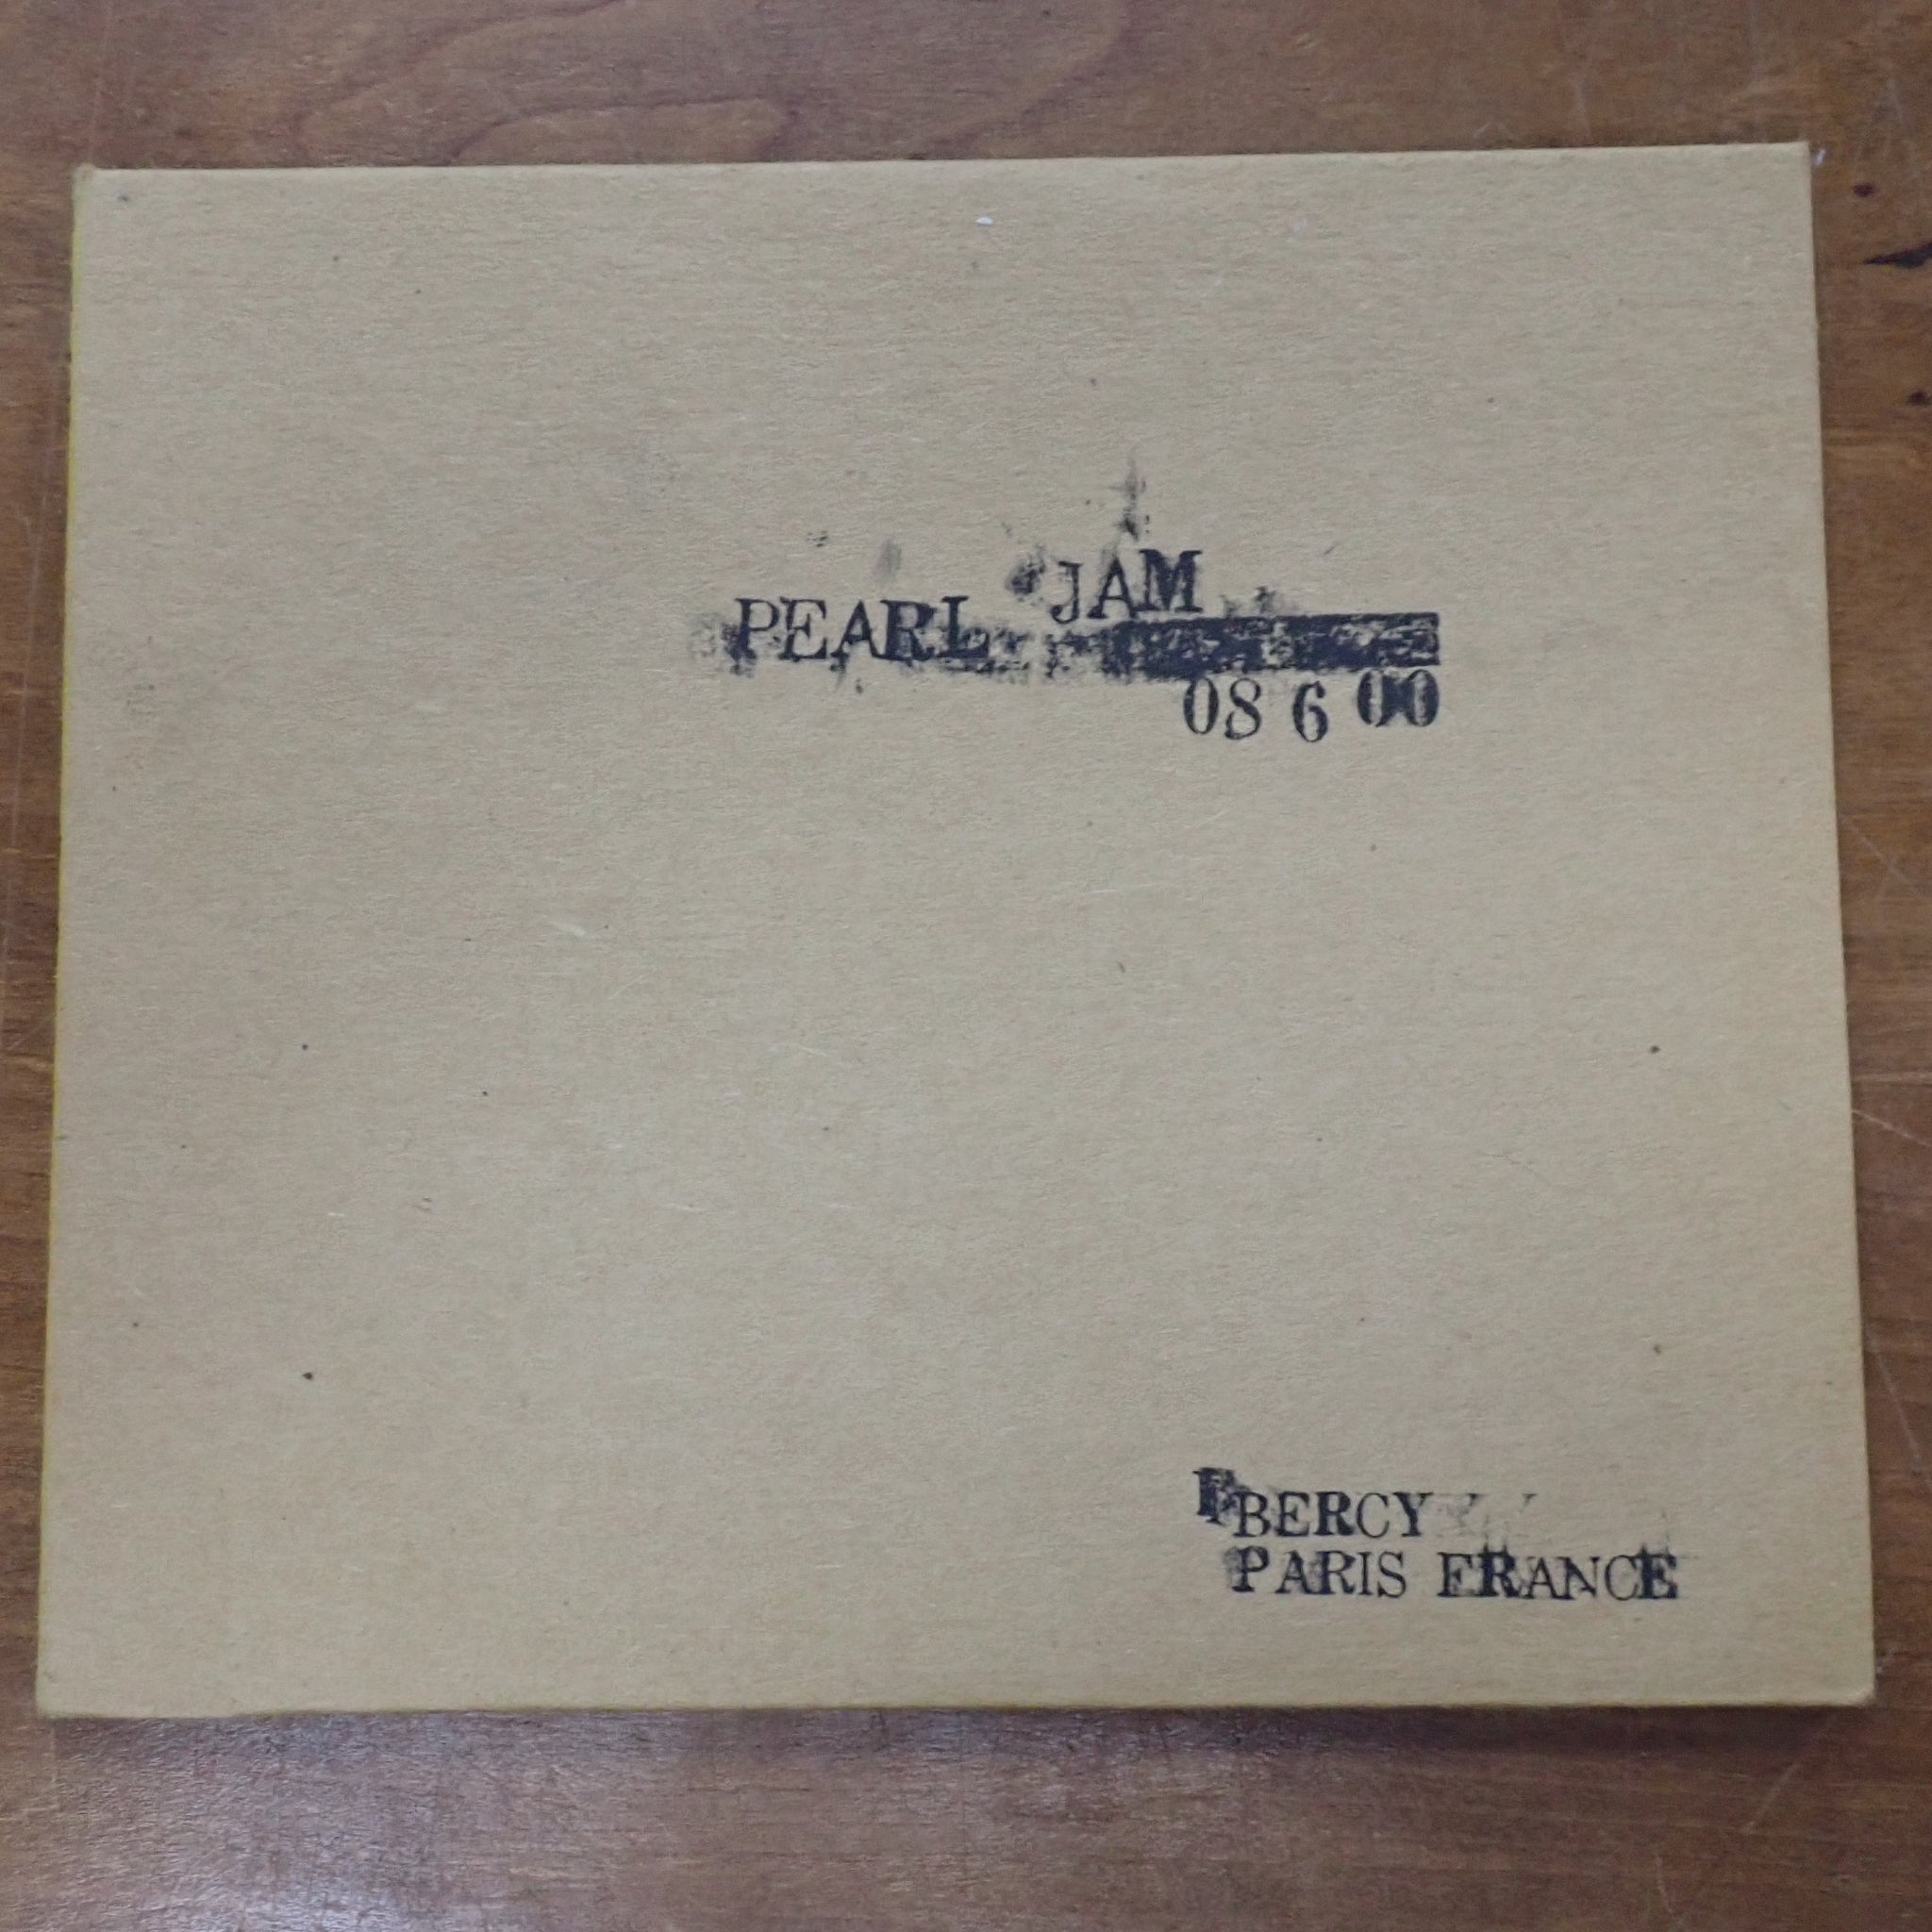 PEARL JAM
08 6 00
BERCY
PARIS FRANCE